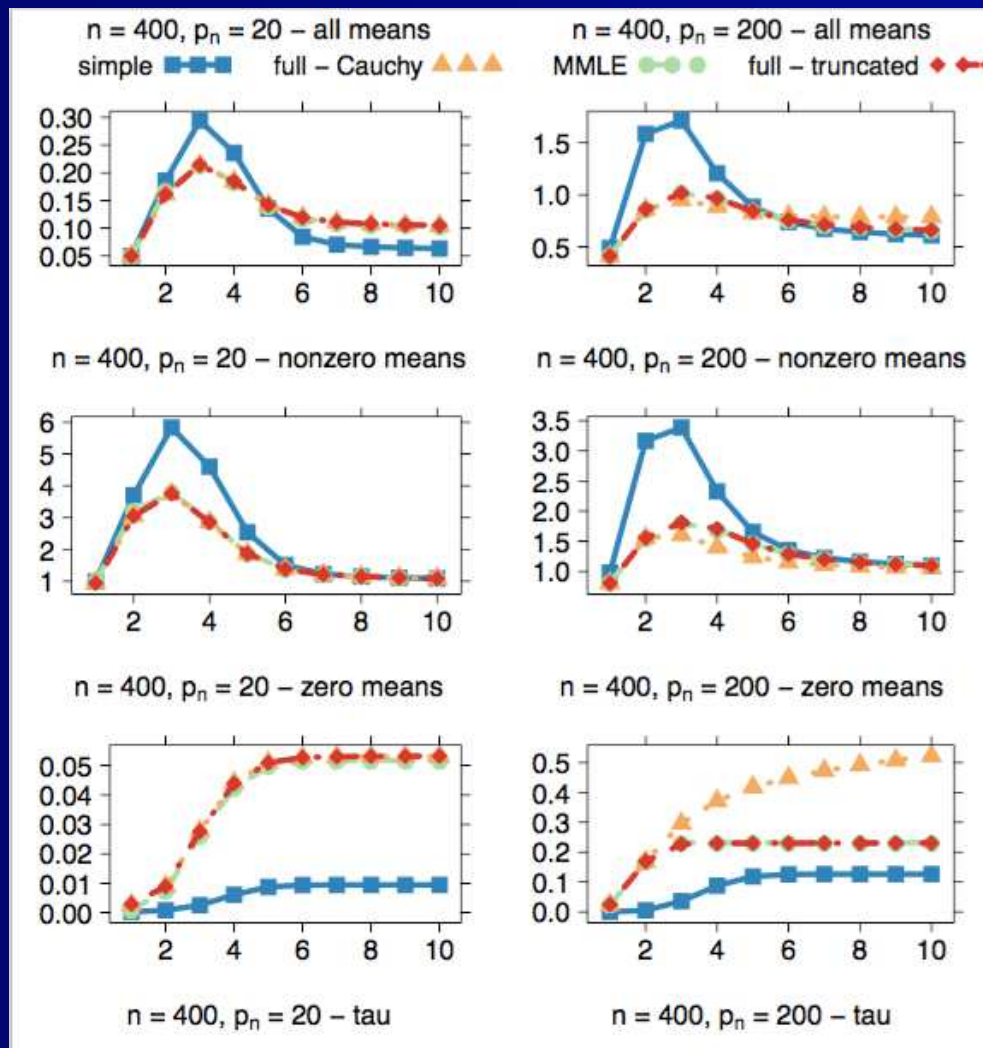 n = 400, pn = 20 – all means
n = 400, pn = 200 – all means
simple full – Cauchy MMLE full – truncated
0.30
0.25
0.20
0.15
0.10
0.05
2 4 6 8 10
1.5
1.0
0.5
2 4 6 8 10
n = 400, pn = 20 – nonzero means
n = 400, pn = 200 – nonzero means
6
5
4
3
2
1
2 4 6 8 10
3.5
3.0
2.5
2.0
1.5
1.0
2 4 6 8 10
n = 400, pn = 20 – zero means
n = 400, pn = 200 – zero means
0.05
0.04
0.03
0.02
0.01
0.00
2 4 6 8 10
0.5
0.4
0.3
0.2
0.1
0.0
2 4 6 8 10
n = 400, pn = 20 – tau
n = 400, pn = 200 – tau